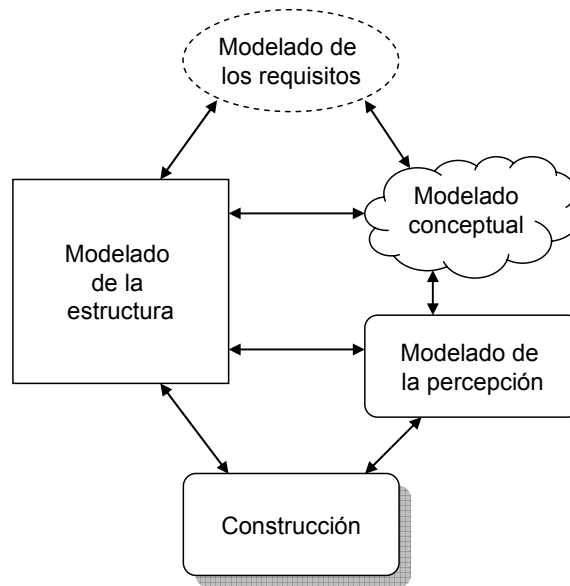 Modelado de
los requisitos
Modelado
conceptual
Modelado
de la
estructura
Modelado de
la percepción
Construcción